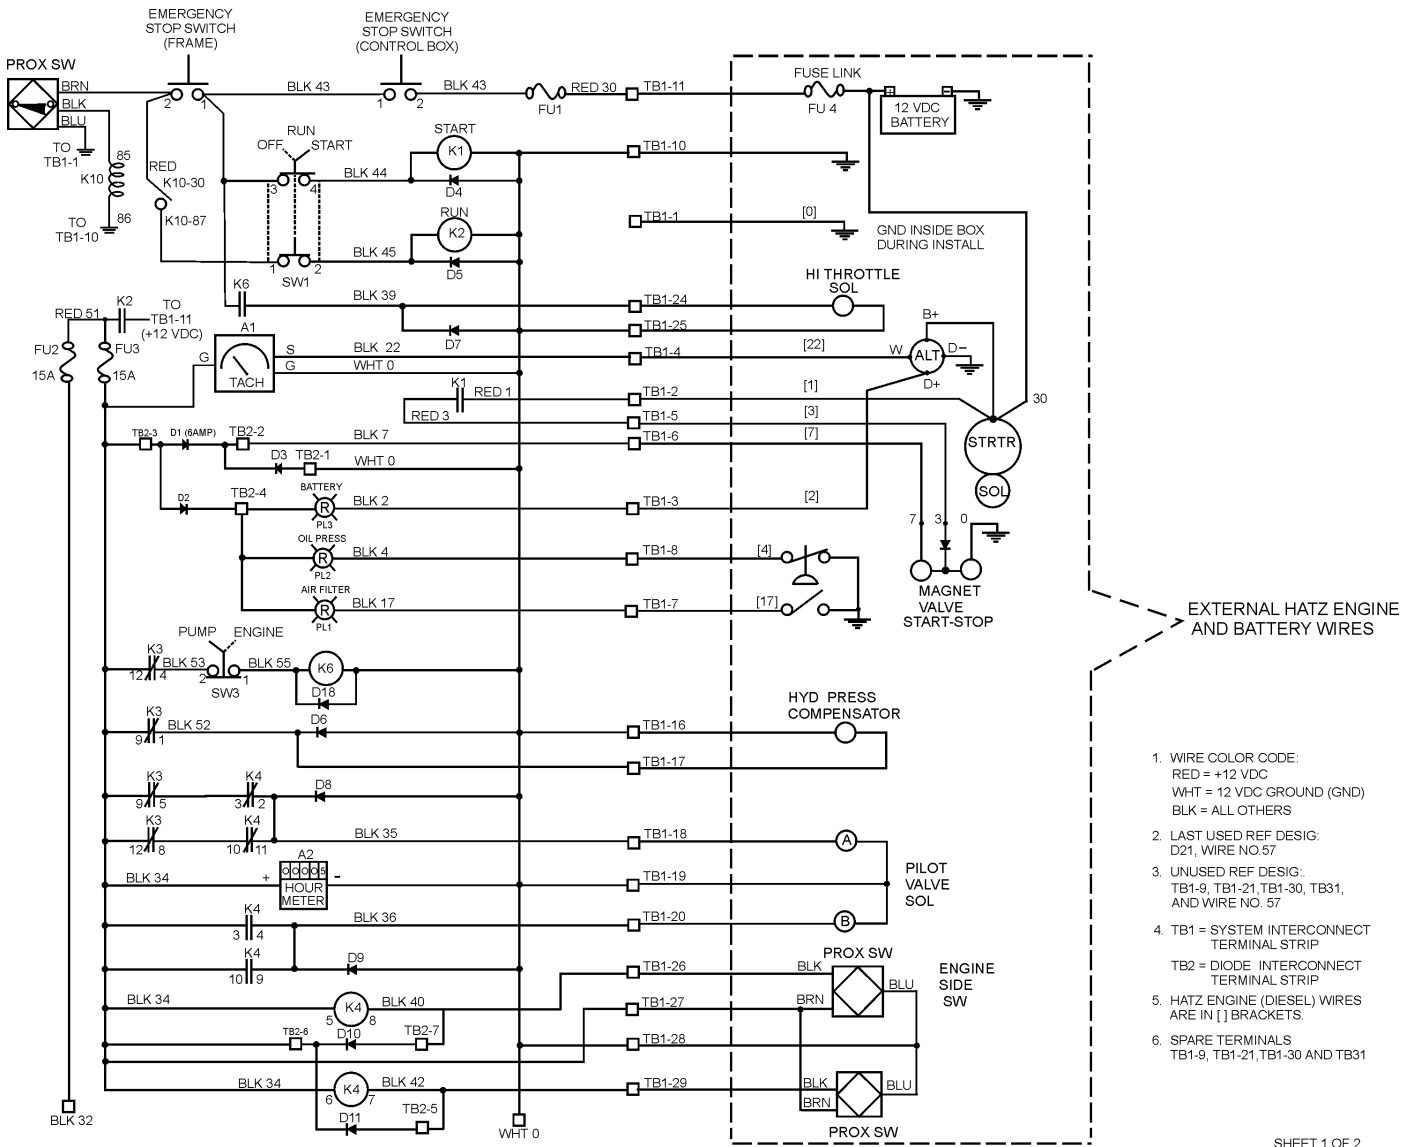 EMERGENCY
STOP SWITCH
(FRAME)
EMERGENCY
STOP SWITCH
(CONTROL BOX)
PROX SW
BRN
BLK
BLU
2
1
BLK 43
1
2
BLK 43
FU1
RED 30
TB1-11
FUSE LINK
FU 4
12 VDC
BATTERY
TO
TB1-1
85
K10
86
TO
TB1-10
RED
K10-30
K10-87
RUN
OFF
START
3
4
BLK 44
START
K1
D4
TB1-10
RUN
K2
D5
BLK 45
1
2
SW1
TB1-1
[0]
GND INSIDE BOX
DURING INSTALL
HI THROTTLE
SOL
K6
BLK 39
D7
TB1-24
TB1-25
RED 51
K2
TO
TB1-11
(+12 VDC)
FU2
15A
FU3
15A
A1
G
TACH
S
G
BLK 22
WHT 0
TB1-4
[22]
B+
W
ALT
D−
D+
K1
RED 1
RED 3
TB1-2
[1]
TB1-5
[3]
TB1-6
[7]
30
STRTR
SOL
TB2-3
D1 (6AMP)
TB2-2
BLK 7
D3
TB2-1
WHT 0
D2
TB2-4
BATTERY
R
PL3
BLK 2
TB1-3
[2]
OIL PRESS
R
PL2
BLK 4
TB1-8
[4]
AIR FILTER
R
PL1
BLK 17
TB1-7
[17]
7
3
0
MAGNET
VALVE
START-STOP
EXTERNAL HATZ ENGINE
AND BATTERY WIRES
PUMP
ENGINE
K3
12
4
BLK 53
2
1
SW3
BLK 55
K6
D18
K3
9
1
BLK 52
D6
TB1-16
TB1-17
HYD PRESS
COMPENSATOR
K3
9
5
K4
3
2
D8
K3
12
8
K4
10
11
BLK 35
TB1-18
A
PILOT
VALVE
SOL
BLK 34
+
A2
0 0 0 0 5
HOUR
METER
-
TB1-19
K4
3
4
BLK 36
TB1-20
B
K4
10
9
D9
PROX SW
BLK
BRN
BLU
ENGINE
SIDE
SW
TB1-26
BLK 34
K4
5
8
BLK 40
TB1-27
TB2-6
D10
TB2-7
TB1-28
BLK 34
K4
6
7
BLK 42
TB1-29
D11
TB2-5
BLK
BRN
BLU
PROX SW
BLK 32
WHT 0
1. WIRE COLOR CODE:
RED = +12 VDC
WHT = 12 VDC GROUND (GND)
BLK = ALL OTHERS
2. LAST USED REF DESIG:
D21, WIRE NO.57
3. UNUSED REF DESIG:.
TB1-9, TB1-21,TB1-30, TB31,
AND WIRE NO. 57
4. TB1 = SYSTEM INTERCONNECT
TERMINAL STRIP
TB2 = DIODE INTERCONNECT
TERMINAL STRIP
5. HATZ ENGINE (DIESEL) WIRES
ARE IN [ ] BRACKETS.
6. SPARE TERMINALS
TB1-9, TB1-21,TB1-30 AND TB31
SHEET 1 OF 2